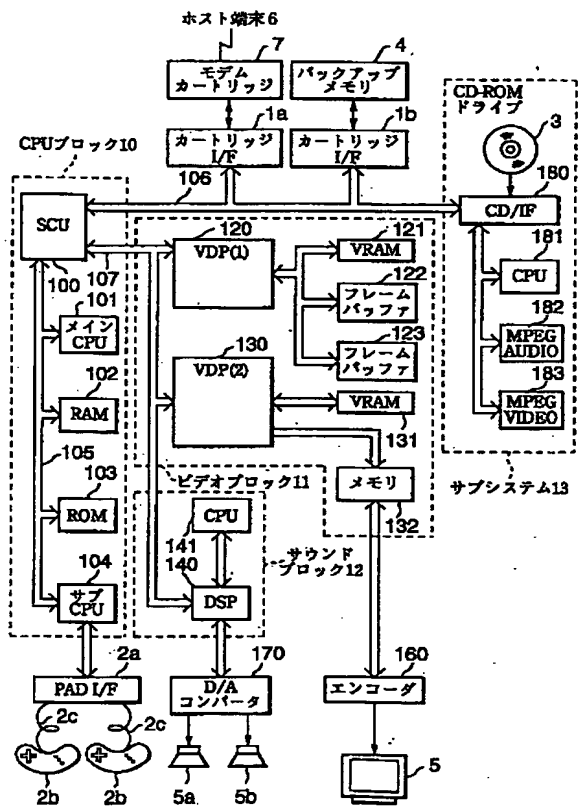 ホスト端末6
7
モデム
カートリッジ
4
バックアップ
メモリ
CD-ROM
ドライブ
3
1a
カートリッジ
I/F
1b
カートリッジ
I/F
CPUブロック10
106
180
CD/IF
SCU
100
107
120
VDP(1)
121
VRAM
122
フレーム
バッファ
123
フレーム
バッファ
181
CPU
182
MPEG
AUDIO
183
MPEG
VIDEO
101
メイン
CPU
102
RAM
105
103
ROM
104
サブ
CPU
130
VDP(2)
VRAM
131
メモリ
132
ビデオブロック11
サブシステム13
CPU
141
140
DSP
サウンド
ブロック12
2a
PAD I/F
2c
2c
2b
2b
170
D/A
コンバータ
5a
5b
160
エンコーダ
5